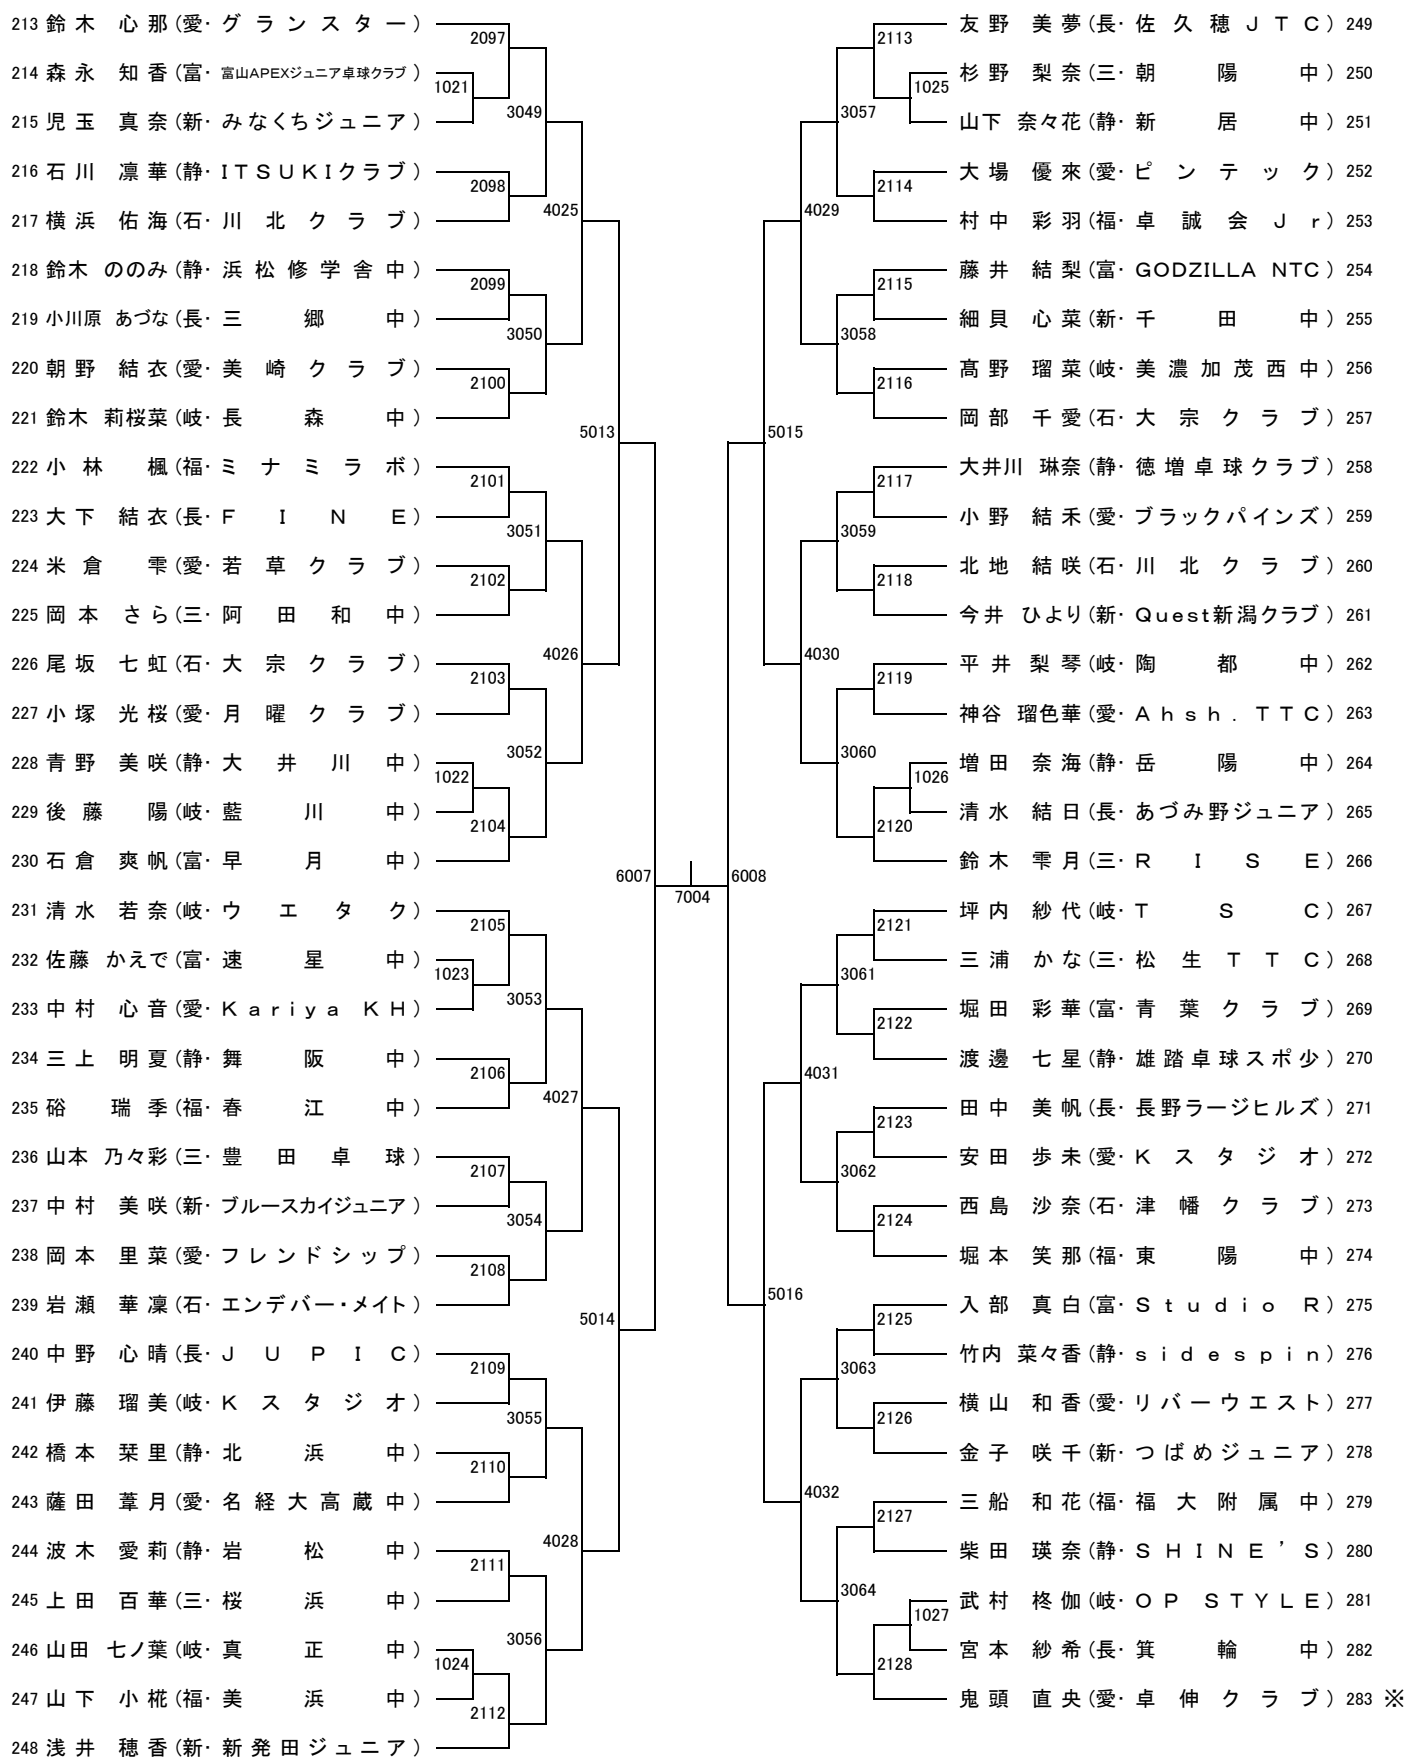 213 鈴木 心那 (愛・グランスター)
214 森永 知香 (富・富山APEXジュニア卓球クラブ)
215 児玉 真奈 (新・みなくちジュニア)
216 石川 凛華 (静・ITSUKIクラブ)
217 横浜 佑海 (石・川北クラブ)
218 鈴木 ののみ (静・浜松修学舎中)
219 小川原 あづな (長・三郷中)
220 朝野 結衣 (愛・美崎クラブ)
221 鈴木 莉桜菜 (岐・長森中)
222 小林 楓 (福・ミナミラボ)
223 大下 結衣 (長・FINE)
224 米倉 雫 (愛・若草クラブ)
225 岡本 さら (三・阿田和中)
226 尾坂 七虹 (石・大宗クラブ)
227 小塚 光桜 (愛・月曜クラブ)
228 青野 美咲 (静・大井川中)
229 後藤 陽 (岐・藍川中)
230 石倉 爽帆 (富・早月中)
231 清水 若奈 (岐・ウエタク)
232 佐藤 かえで (富・速星中)
233 中村 心音 (愛・Kariya KH)
234 三上 明夏 (静・舞阪中)
235 硲 瑞季 (福・春江中)
236 山本 乃々彩 (三・豊田卓球)
237 中村 美咲 (新・ブルースカイジュニア)
238 岡本 里菜 (愛・フレンドシップ)
239 岩瀬 華凜 (石・エンデバー・メイト)
240 中野 心晴 (長・JUPIC)
241 伊藤 瑠美 (岐・Kスタジオ)
242 橋本 栞里 (静・北浜中)
243 薩田 葦月 (愛・名経大高蔵中)
244 波木 愛莉 (静・岩松中)
245 上田 百華 (三・桜浜中)
246 山田 七ノ葉 (岐・真正中)
247 山下 小椛 (福・美浜中)
248 浅井 穂香 (新・新発田ジュニア)
1021
1022
1023
1024
2097
2098
2099
2100
2101
2102
2103
2104
2105
2106
2107
2108
2109
2110
2111
2112
3049
3050
3051
3052
3053
3054
3055
3056
4025
4026
4027
4028
5013
5014
6007
7004
6008
5015
5016
4029
4030
4031
4032
3057
3058
3059
3060
3061
3062
3063
3064
2113
2114
2115
2116
2117
2118
2119
2120
2121
2122
2123
2124
2125
2126
2127
2128
1025
1026
1027
友野 美夢 (長・佐久穂JTC) 249
杉野 梨奈 (三・朝陽中) 250
山下 奈々花 (静・新居中) 251
大場 優來 (愛・ピンテック) 252
村中 彩羽 (福・卓誠会Jr) 253
藤井 結梨 (富・GODZILLA NTC) 254
細貝 心菜 (新・千田中) 255
髙野 瑠菜 (岐・美濃加茂西中) 256
岡部 千愛 (石・大宗クラブ) 257
大井川 琳奈 (静・徳増卓球クラブ) 258
小野 結禾 (愛・ブラックパインズ) 259
北地 結咲 (石・川北クラブ) 260
今井 ひより (新・Quest新潟クラブ) 261
平井 梨琴 (岐・陶都中) 262
神谷 瑠色華 (愛・Ahsh.TTC) 263
増田 奈海 (静・岳陽中) 264
清水 結日 (長・あづみ野ジュニア) 265
鈴木 雫月 (三・RISE) 266
坪内 紗代 (岐・TSC) 267
三浦 かな (三・松生TTC) 268
堀田 彩華 (富・青葉クラブ) 269
渡邊 七星 (静・雄踏卓球スポ少) 270
田中 美帆 (長・長野ラージヒルズ) 271
安田 歩未 (愛・Kスタジオ) 272
西島 沙奈 (石・津幡クラブ) 273
堀本 笑那 (福・東陽中) 274
入部 真白 (富・Studio R) 275
竹内 菜々香 (静・sidespin) 276
横山 和香 (愛・リバーウエスト) 277
金子 咲千 (新・つばめジュニア) 278
三船 和花 (福・福大附属中) 279
柴田 瑛奈 (静・SHINE'S) 280
武村 柊伽 (岐・OP STYLE) 281
宮本 紗希 (長・箕輪中) 282
鬼頭 直央 (愛・卓伸クラブ) 283 ※